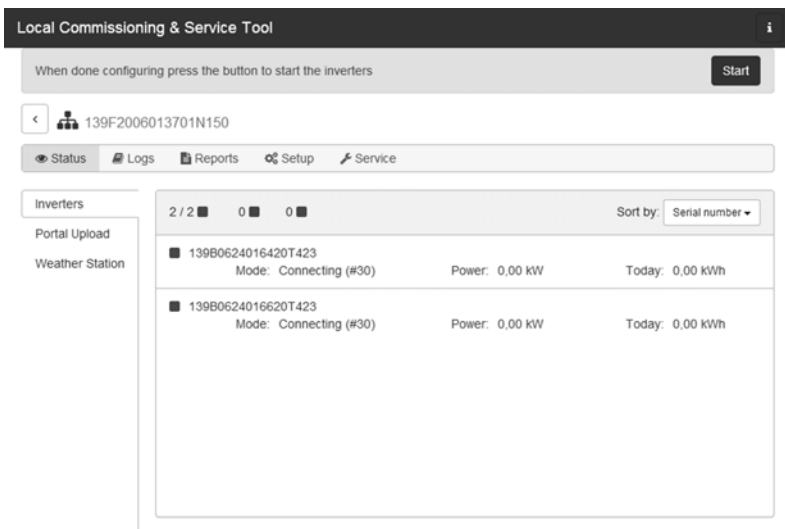 Local Commissioning & Service Tool
i
When done configuring press the button to start the inverters
Start
139F2006013701N150
Status Logs Reports Setup Service
Inverters
Portal Upload
Weather Station
2 / 2 0 0 Sort by: Serial number
139B0624016420T423
Mode: Connecting (#30) Power: 0,00 kW Today: 0,00 kWh
139B0624016620T423
Mode: Connecting (#30) Power: 0,00 kW Today: 0,00 kWh